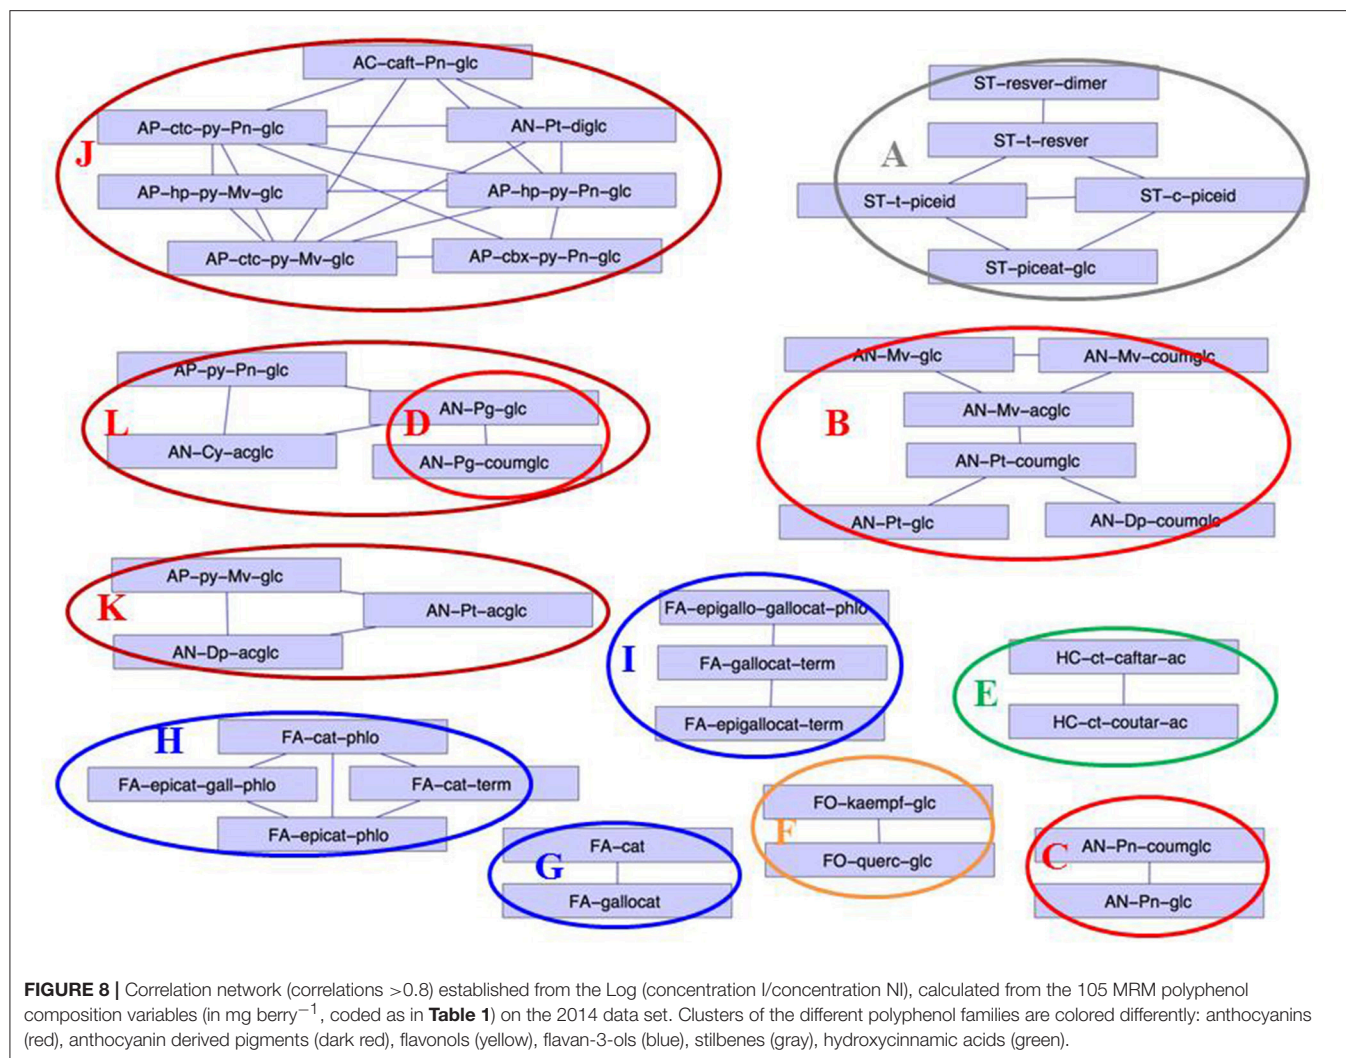 AC–caft–Pn–glc
AP–ctc–py–Pn–glc
AN–Pt–diglc
J
AP–hp–py–Mv–glc
AP–hp–py–Pn–glc
AP–ctc–py–Mv–glc
AP–cbx–py–Pn–glc
ST–resver–dimer
ST–t–resver
A
ST–t–piceid
ST–c–piceid
ST–piceat–glc
AP–py–Pn–glc
AN–Pg–glc
L
D
AN–Cy–acglc
AN–Pg–coumglc
AN–Mv–glc
AN–Mv–coumglc
AN–Mv–acglc
B
AN–Pt–coumglc
AN–Pt–glc
AN–Dp–coumglc
AP–py–Mv–glc
K
AN–Pt–acglc
AN–Dp–acglc
FA–epigallo–gallocat–phlo
I
FA–gallocat–term
FA–epigallocat–term
HC–ct–caftar–ac
E
HC–ct–coutar–ac
H
FA–cat–phlo
FA–epicat–gall–phlo
FA–cat–term
FA–epicat–phlo
FA–cat
G
FA–gallocat
FO–kaempf–glc
F
FO–querc–glc
AN–Pn–coumglc
C
AN–Pn–glc
FIGURE 8 | Correlation network (correlations >0.8) established from the Log (concentration I/concentration NI), calculated from the 105 MRM polyphenol
composition variables (in mg berry−1, coded as in Table 1) on the 2014 data set. Clusters of the different polyphenol families are colored differently: anthocyanins
(red), anthocyanin derived pigments (dark red), flavonols (yellow), flavan-3-ols (blue), stilbenes (gray), hydroxycinnamic acids (green).